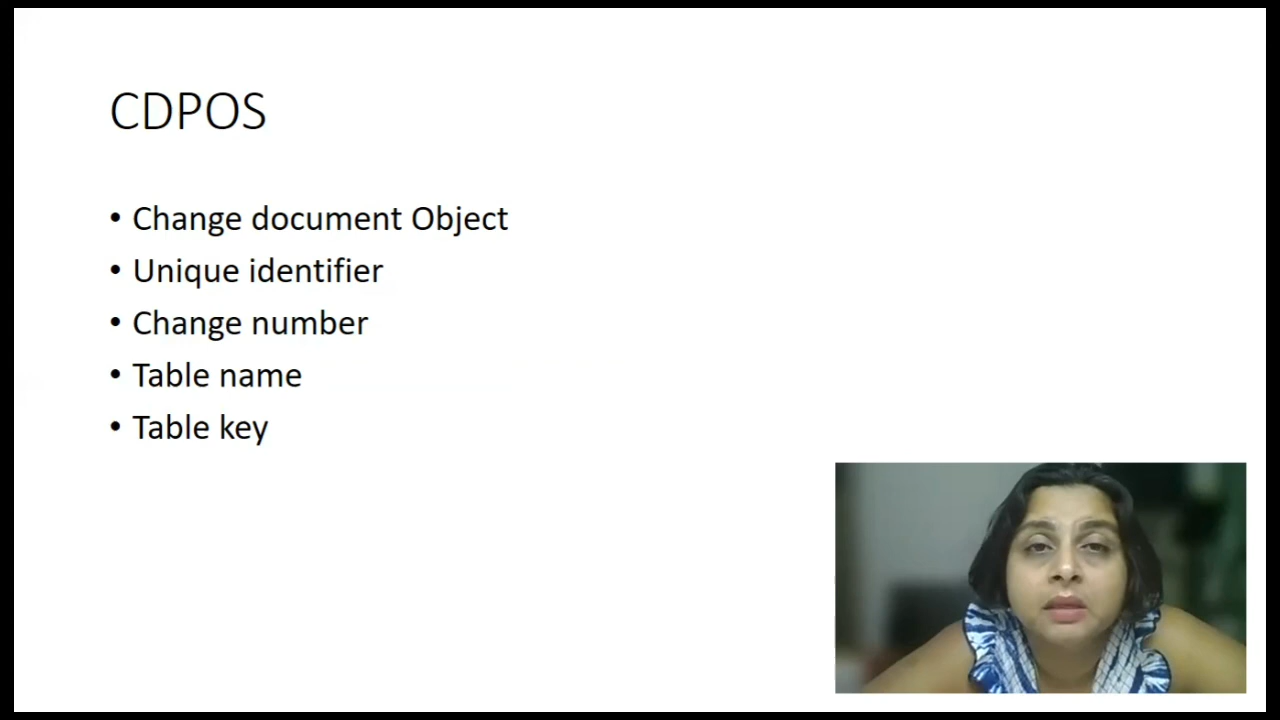 CDPOS
• Change document Object
• Unique identifier
• Change number
• Table name
• Table key